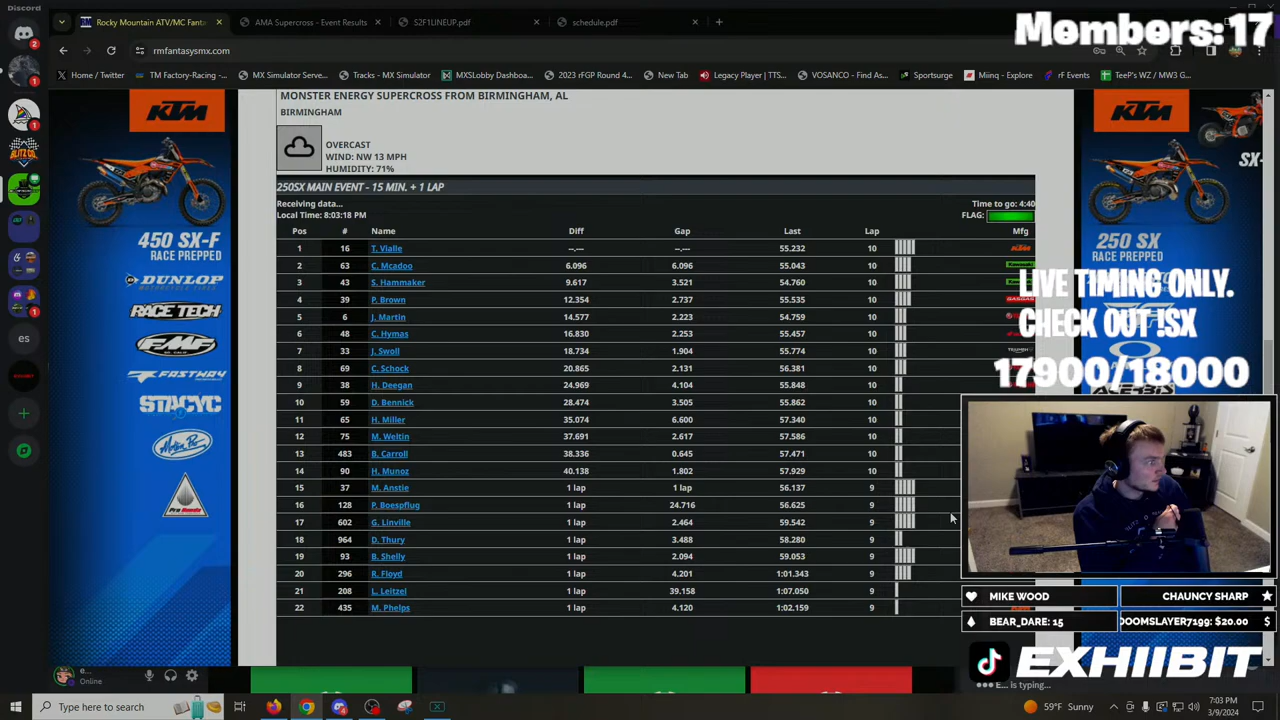 Discord
Rocky Mountain ATV/MC Fanta
AMA Supercross - Event Results
S2F1LINEUP.pdf
schedule.pdf
Members:17
rmfantasysmx.com
Home / Twitter
TM Factory-Racing -...
MX Simulator Serve...
Tracks - MX Simulator
MXSLobby Dashboa...
2023 rFGP Round 4...
New Tab
Legacy Player | TTS...
VOSANCO - Find As...
Sportsurge
Miinq - Explore
rF Events
TeeP's WZ / MW3 G...
MONSTER ENERGY SUPERCROSS FROM BIRMINGHAM, AL
BIRMINGHAM
OVERCAST
WIND: NW 13 MPH
HUMIDITY: 71%
250SX MAIN EVENT - 15 MIN. + 1 LAP
Receiving data... Time to go: 4:40
Local Time: 8:03:18 PM FLAG:
Pos # Name Diff Gap Last Lap Mfg
1 16 T. Vialle --.--- --.--- 55.232 10
2 63 C. Mcadoo 6.096 6.096 55.043 10
3 43 S. Hammaker 9.617 3.521 54.760 10
4 39 P. Brown 12.354 2.737 55.535 10
5 6 J. Martin 14.577 2.223 54.759 10
6 48 C. Hymas 16.830 2.253 55.457 10
7 33 J. Swoll 18.734 1.904 55.774 10
8 69 C. Schock 20.865 2.131 56.381 10
9 38 H. Deegan 24.969 4.104 55.848 10
10 59 D. Bennick 28.474 3.505 55.862 10
11 65 H. Miller 35.074 6.600 57.340 10
12 75 M. Weltin 37.691 2.617 57.586 10
13 483 B. Carroll 38.336 0.645 57.471 10
14 90 H. Munoz 40.138 1.802 57.929 10
15 37 M. Anstie 1 lap 1 lap 56.137 9
16 128 P. Boespflug 1 lap 24.716 56.625 9
17 602 G. Linville 1 lap 2.464 59.542 9
18 964 D. Thury 1 lap 3.488 58.280 9
19 93 B. Shelly 1 lap 2.094 59.053 9
20 296 R. Floyd 1 lap 4.201 1:01.343 9
21 208 L. Leitzel 1 lap 39.158 1:07.050 9
22 435 M. Phelps 1 lap 4.120 1:02.159 9
KTM
450 SX-F
RACE PREPPED
DUNLOP
MOTORCYCLE TIRES
RACE TECH
FMF
FASTWAY
STACYC
Motion Pro
Pro Honda
KTM
SX-
250 SX
RACE PREPPED
LIVE TIMING ONLY.
CHECK OUT !SX
17900/18000
ACERBIS
MIKE WOOD
CHAUNCY SHARP
BEAR_DARE: 15
DOOMSLAYER7199: $20.00
$
EXHIIBIT
E... is typing...
es
e...
Online
Type here to search
59°F Sunny
7:03 PM
3/9/2024